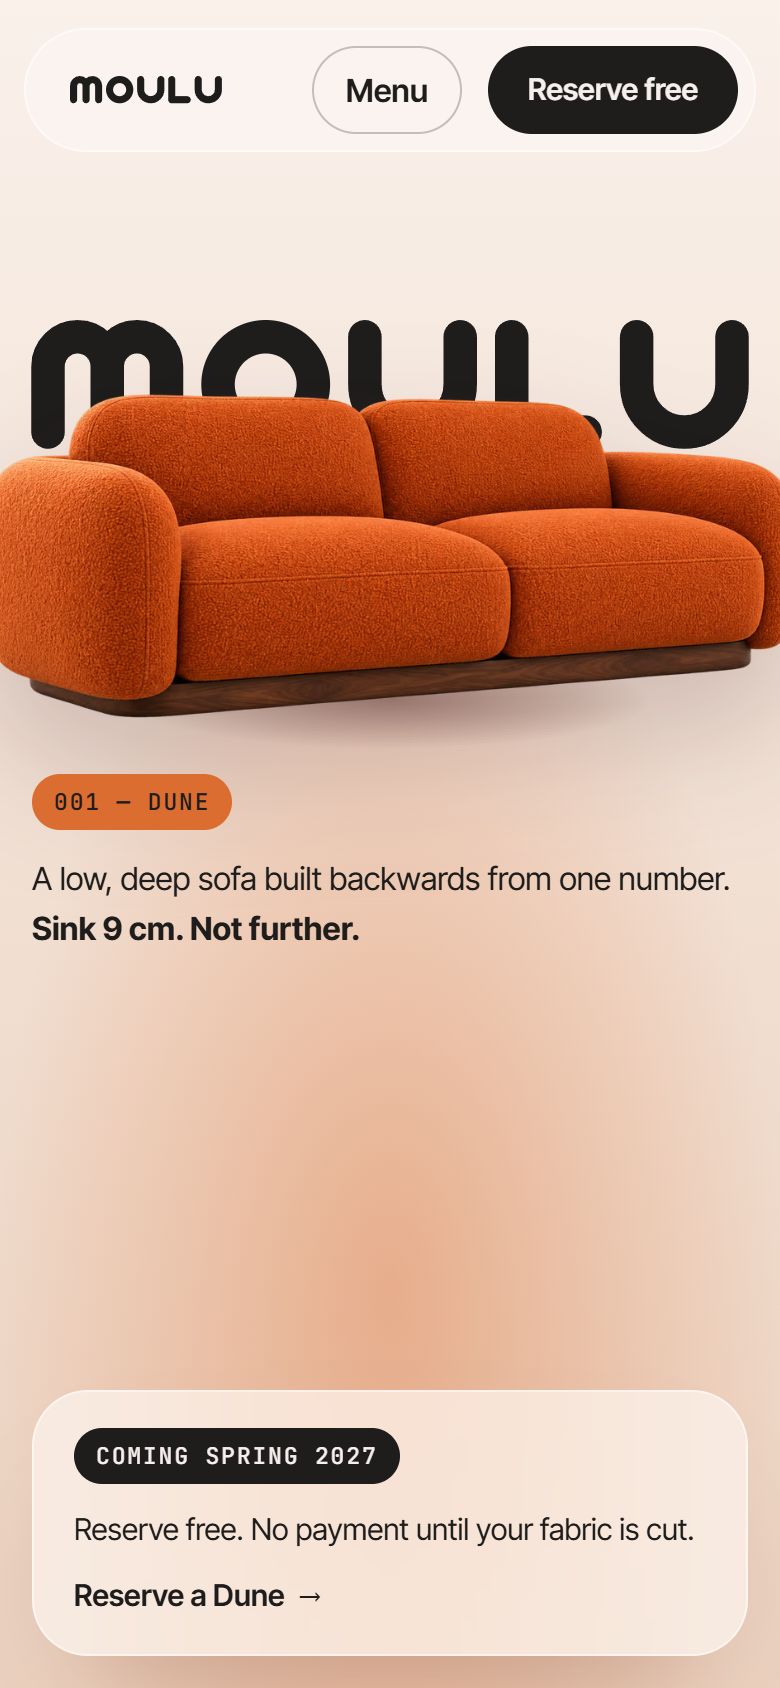 MOULU
Menu
Reserve free
MOULU
001 — DUNE
A low, deep sofa built backwards from one number.
Sink 9 cm. Not further.
COMING SPRING 2027
Reserve free. No payment until your fabric is cut.
Reserve a Dune →